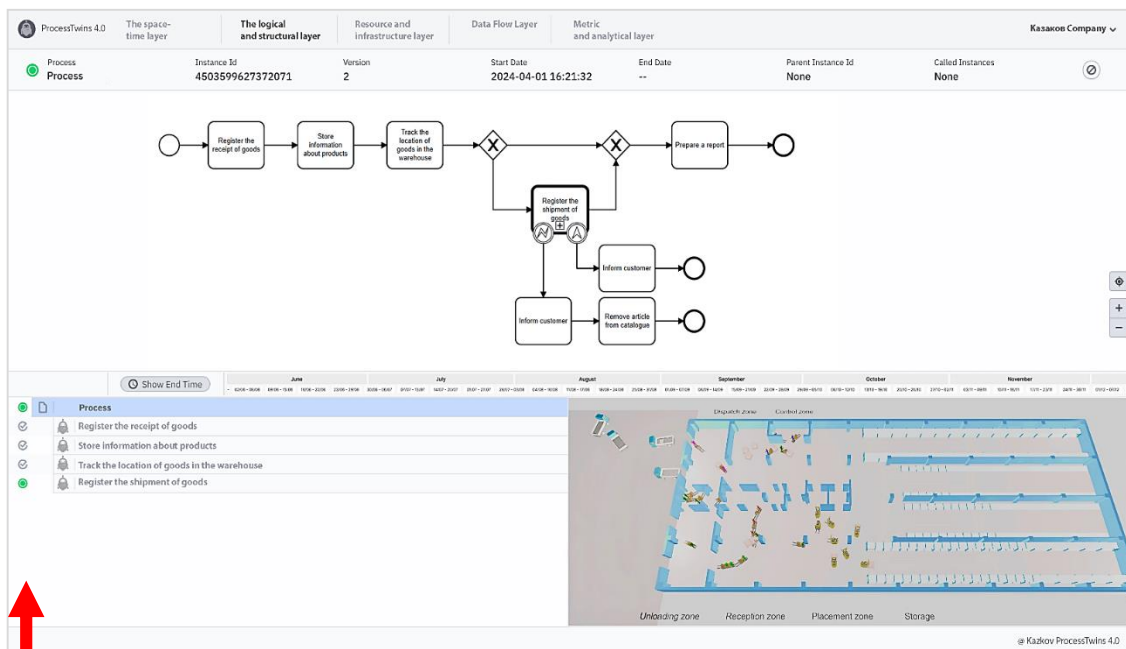 ProcessTwins 4.0
The space-
time layer
The logical
and structural layer
Resource and
infrastructure layer
Data Flow Layer
Metric
and analytical layer
Казаков Company
Process
Process
Instance Id
4503599627372071
Version
2
Start Date
2024-04-01 16:21:32
End Date
--
Parent Instance Id
None
Called Instances
None
Register the
receipt of goods
Store
information
about products
Track the
location of
goods in the
warehouse
X
X
Prepare a report
Register the
shipment of
goods
Inform customer
Inform customer
Remove article
from catalogue
Show End Time
June
July
August
September
October
November
Process
Register the receipt of goods
Store information about products
Track the location of goods in the warehouse
Register the shipment of goods
Dispatch zone
Control zone
Unlonding zone
Reception zone
Placement zone
Storage
@ Kazkov ProcessTwins 4.0